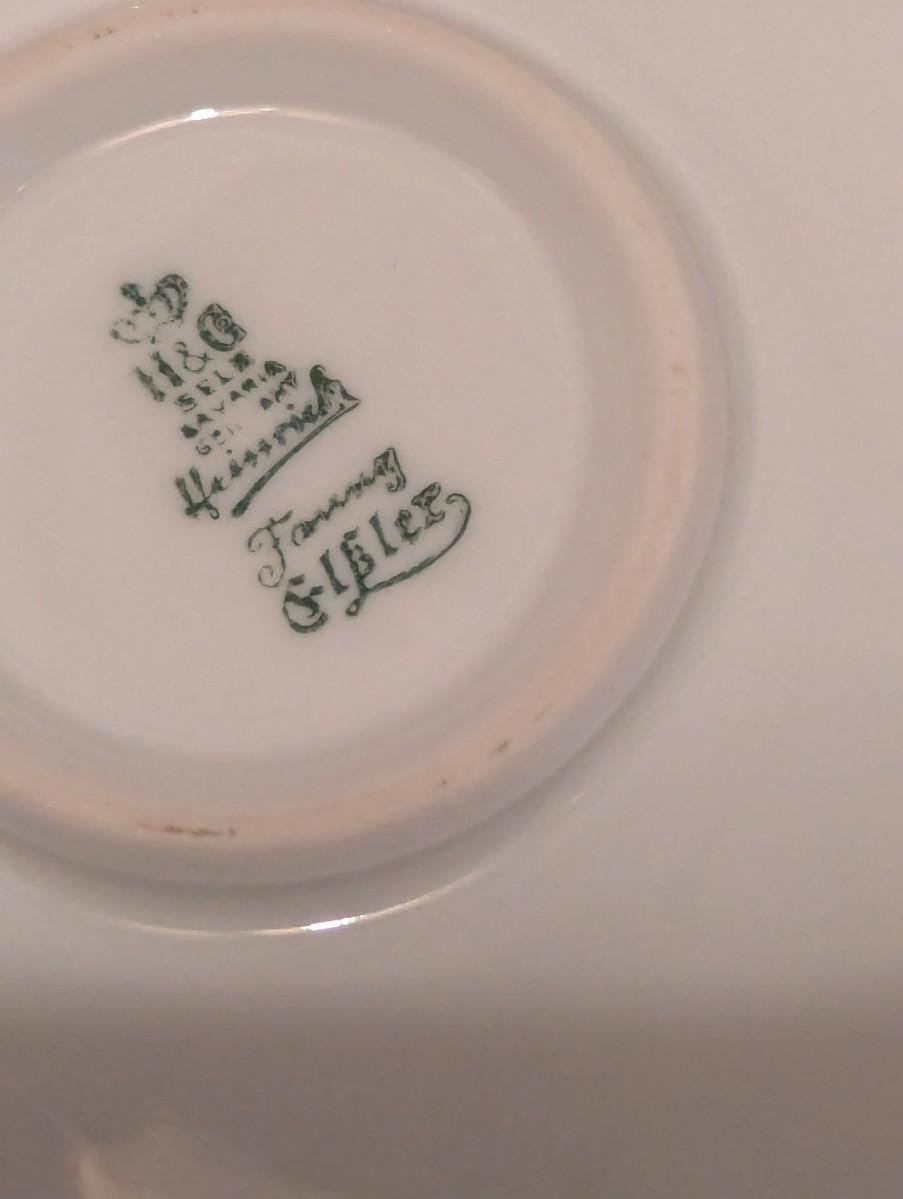 H&C
SELB
BAVARIA
GERMANY
Heinrich
Fanny
Elßler